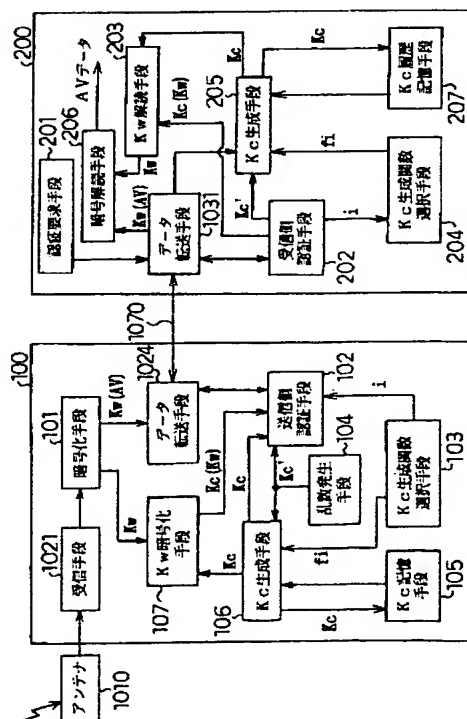 100
アンテナ
1010
受信手段
1021
暗号化手段
101
Kw
Kw(AV)
Kw暗号化
手段
107
データ
転送手段
1024
Kc(Kw)
Kc
Kc
Kc生成手段
106
Kc'
送信側
認証手段
102
乱数発生
手段
104
fi
i
Kc
Kc記憶
手段
105
Kc生成関数
選択手段
103
1070
200
認証要求手段
201
暗号解読手段
206
AVデータ
Kw(AV)
Kw
Kw解読手段
203
データ
転送手段
1031
Kc(Kw)
Kc
Kc'
Kc生成手段
205
Kc
受信側
認証手段
202
i
fi
Kc生成関数
選択手段
204
Kc履歴
記憶手段
207